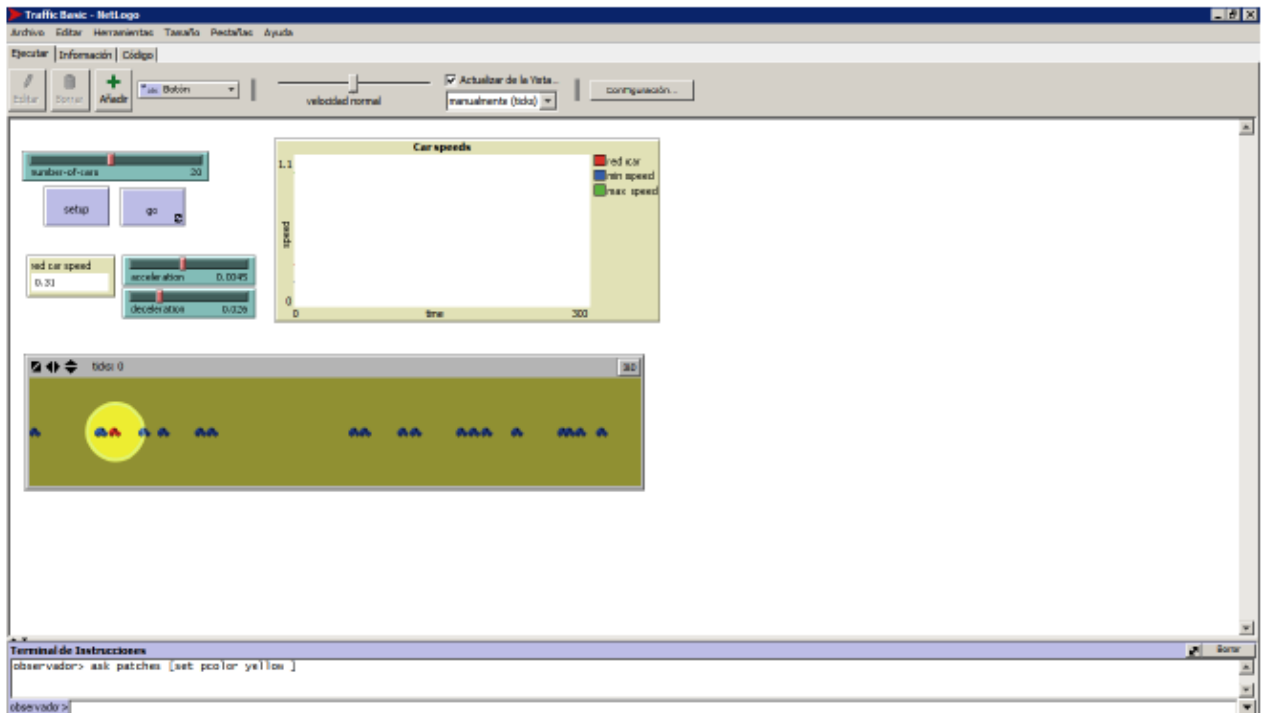 Traffic Basic - NetLogo
Archivo Editar Herramientas Tamaño Pestañas Ayuda
Ejecutar Información Código
Editar Borrar Añadir Botón velocidad normal Actualizar de la Vista... manualmente (ticks) Configuración...
number-of-cars 20
setup go
red car speed
0.31
acceleration 0.0045
deceleration 0.026
Car speeds
1.1
speed
0
0 time 300
red car
min speed
max speed
ticks: 0 3D
Terminal de Instrucciones Borrar
observador> ask patches [set pcolor yellow ]
observador>